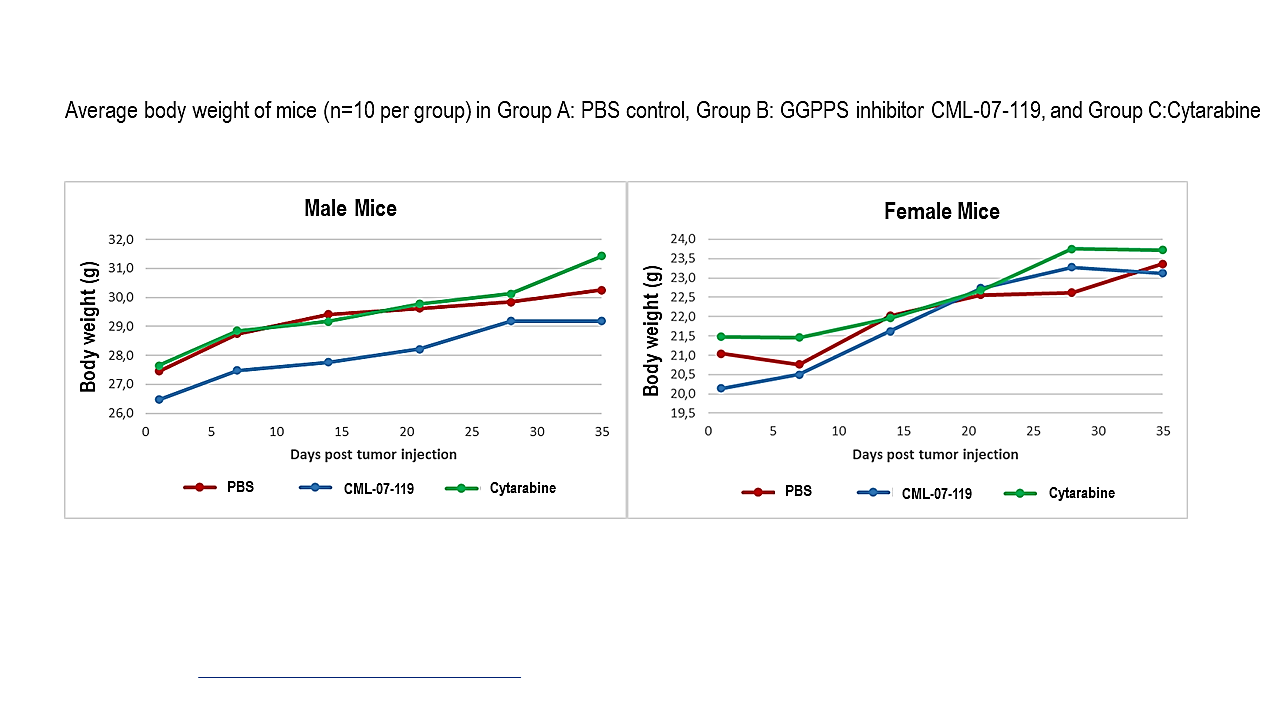 Average body weight of mice (n=10 per group) in Group A: PBS control, Group B: GGPPS inhibitor CML-07-119, and Group C:Cytarabine
Male Mice
Body weight (g)
32,0
31,0
30,0
29,0
28,0
27,0
26,0
0 5 10 15 20 25 30 35
Days post tumor injection
PBS CML-07-119 Cytarabine
Female Mice
Body weight (g)
24,0
23,5
23,0
22,5
22,0
21,5
21,0
20,5
20,0
19,5
0 5 10 15 20 25 30 35
Days post tumor injection
PBS CML-07-119 Cytarabine